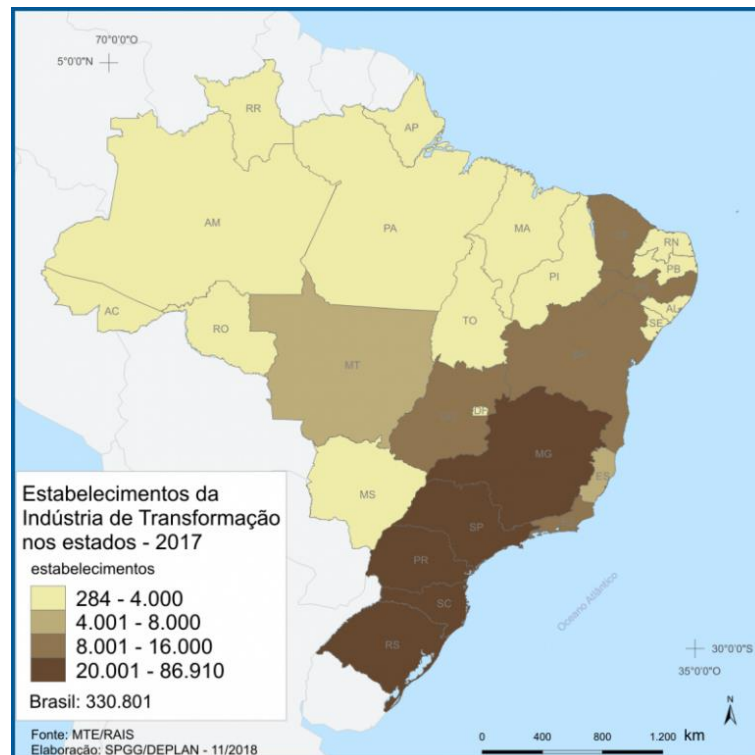 70°0'0"O
5°0'0"N
RR
AP
AM
PA
MA
RN
PB
PI
AL
SE
AC
TO
RO
MT
DF
MG
ES
MS
SP
PR
SC
RS
Oceano Atlântico
30°0'0"S
35°0'0"O
Estabelecimentos da
Indústria de Transformação
nos estados - 2017
estabelecimentos
284 - 4.000
4.001 - 8.000
8.001 - 16.000
20.001 - 86.910
Brasil: 330.801
Fonte: MTE/RAIS
Elaboração: SPGG/DEPLAN - 11/2018
N
0 400 800 1.200 km